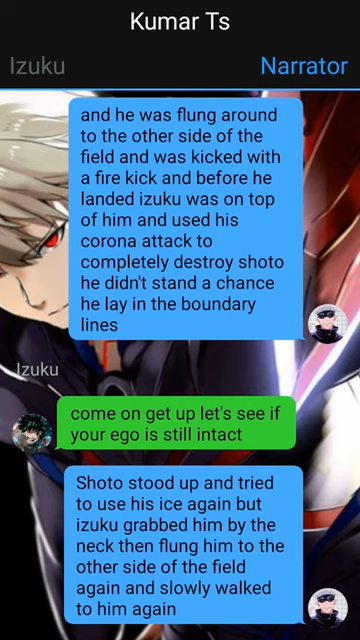 Kumar Ts
Izuku
Narrator
and he was flung around
to the other side of the
field and was kicked with
a fire kick and before he
landed izuku was on top
of him and used his
corona attack to
completely destroy shoto
he didn't stand a chance
he lay in the boundary
lines
Izuku
come on get up let's see if
your ego is still intact
Shoto stood up and tried
to use his ice again but
izuku grabbed him by the
neck then flung him to the
other side of the field
again and slowly walked
to him again